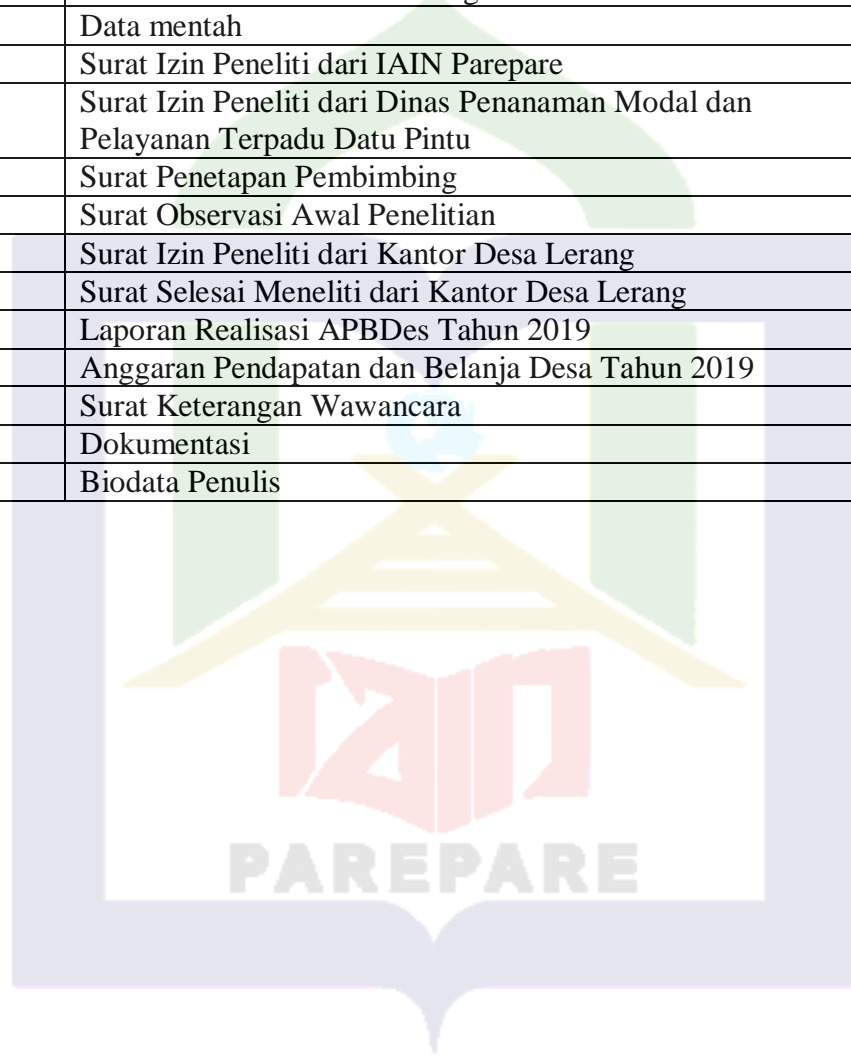 Data mentah
Surat Izin Peneliti dari IAIN Parepare
Surat Izin Peneliti dari Dinas Penanaman Modal dan
Pelayanan Terpadu Datu Pintu
Surat Penetapan Pembimbing
Surat Observasi Awal Penelitian
Surat Izin Peneliti dari Kantor Desa Lerang
Surat Selesai Meneliti dari Kantor Desa Lerang
Laporan Realisasi APBDes Tahun 2019
Anggaran Pendapatan dan Belanja Desa Tahun 2019
Surat Keterangan Wawancara
Dokumentasi
Biodata Penulis
iain
PAREPARE